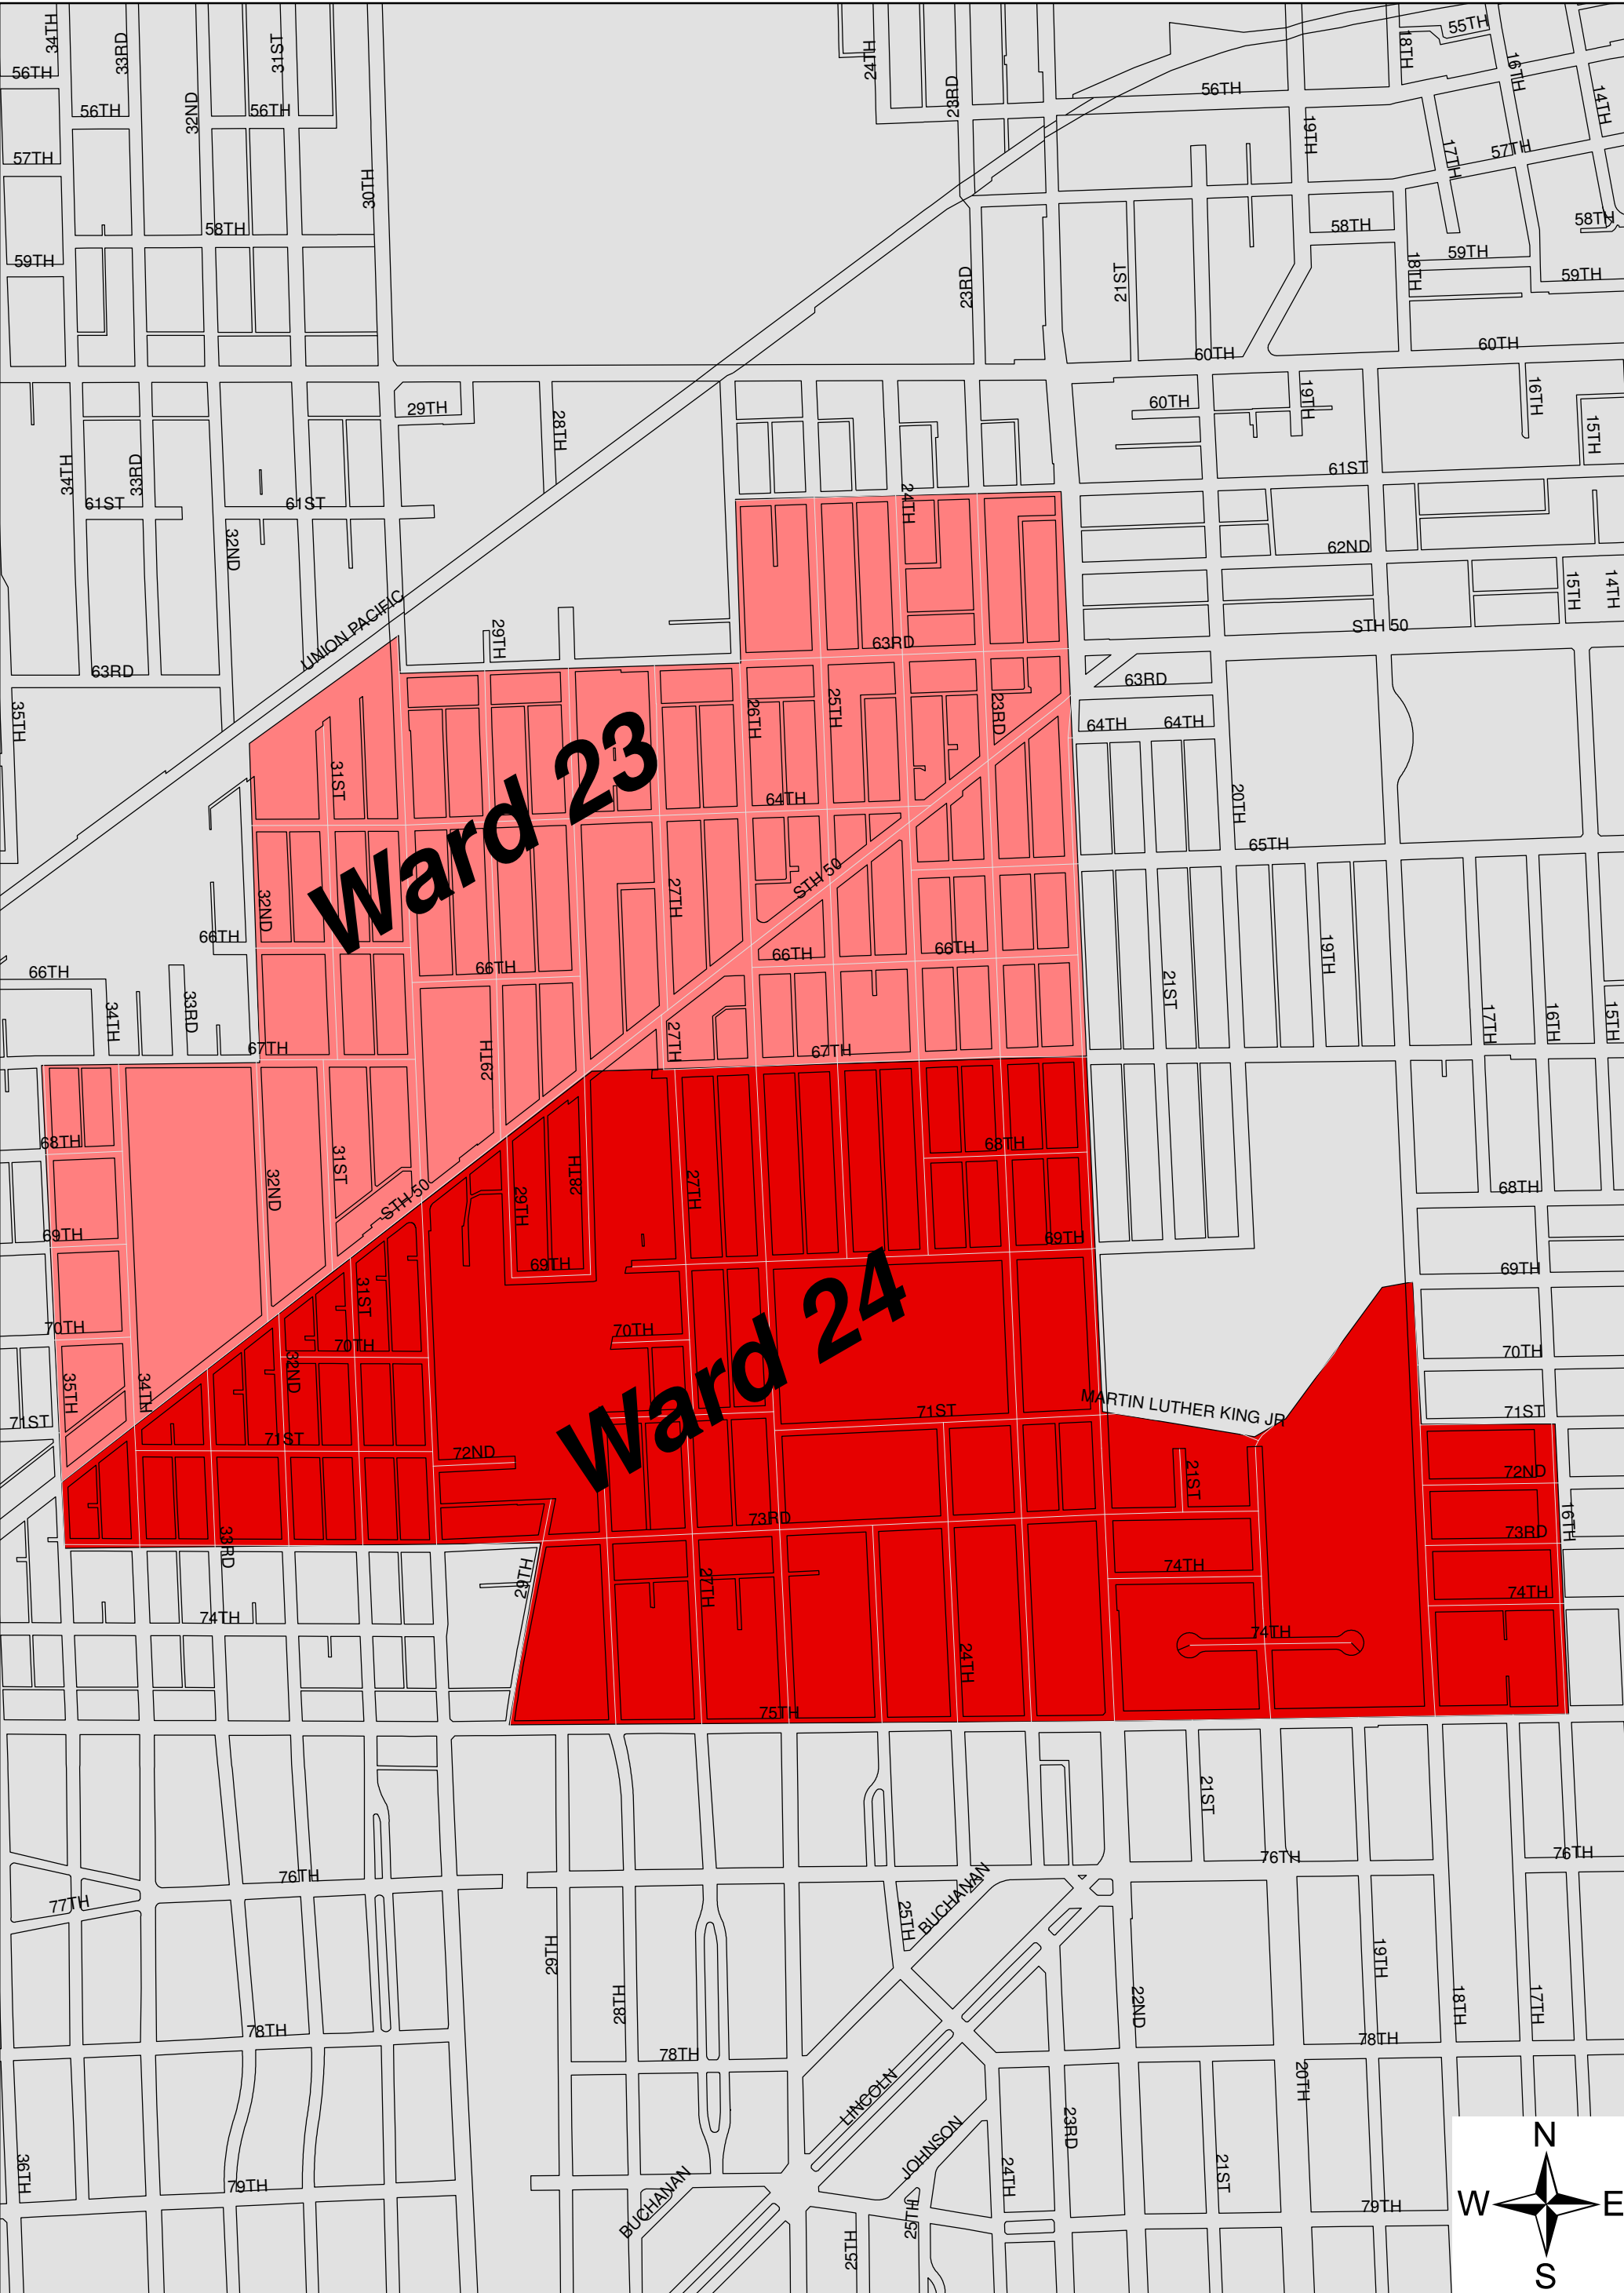 34TH
33RD
31ST
24TH
18TH
55TH
16TH
56TH
56TH
32ND
56TH
23RD
56TH
14TH
19TH
57TH
17TH
57TH
30TH
58TH
58TH
58TH
59TH
23RD
21ST
18TH
59TH
59TH
60TH
60TH
29TH
28TH
60TH
19TH
16TH
15TH
34TH
33RD
61ST
61ST
61ST
24TH
32ND
62ND
15TH
14TH
UNION PACIFIC
29TH
63RD
STH 50
63RD
63RD
35TH
26TH
25TH
23RD
64TH
64TH
31ST
Ward 23
64TH
20TH
65TH
STH 50
32ND
27TH
66TH
66TH
66TH
66TH
66TH
19TH
21ST
34TH
33RD
67TH
29TH
27TH
67TH
17TH
16TH
15TH
68TH
68TH
31ST
32ND
STH 50
29TH
28TH
27TH
68TH
69TH
69TH
69TH
69TH
31ST
70TH
70TH
70TH
70TH
32ND
Ward 24
35TH
34TH
MARTIN LUTHER KING JR
71ST
71ST
71ST
71ST
72ND
72ND
21ST
73RD
73RD
16TH
33RD
29TH
27TH
74TH
74TH
74TH
74TH
24TH
75TH
21ST
76TH
76TH
76TH
77TH
25TH
BUCHANAN
29TH
28TH
22ND
19TH
18TH
17TH
78TH
78TH
78TH
LINCOLN
20TH
23RD
JOHNSON
36TH
79TH
BUCHANAN
24TH
21ST
79TH
25TH
25TH
N
W
E
S